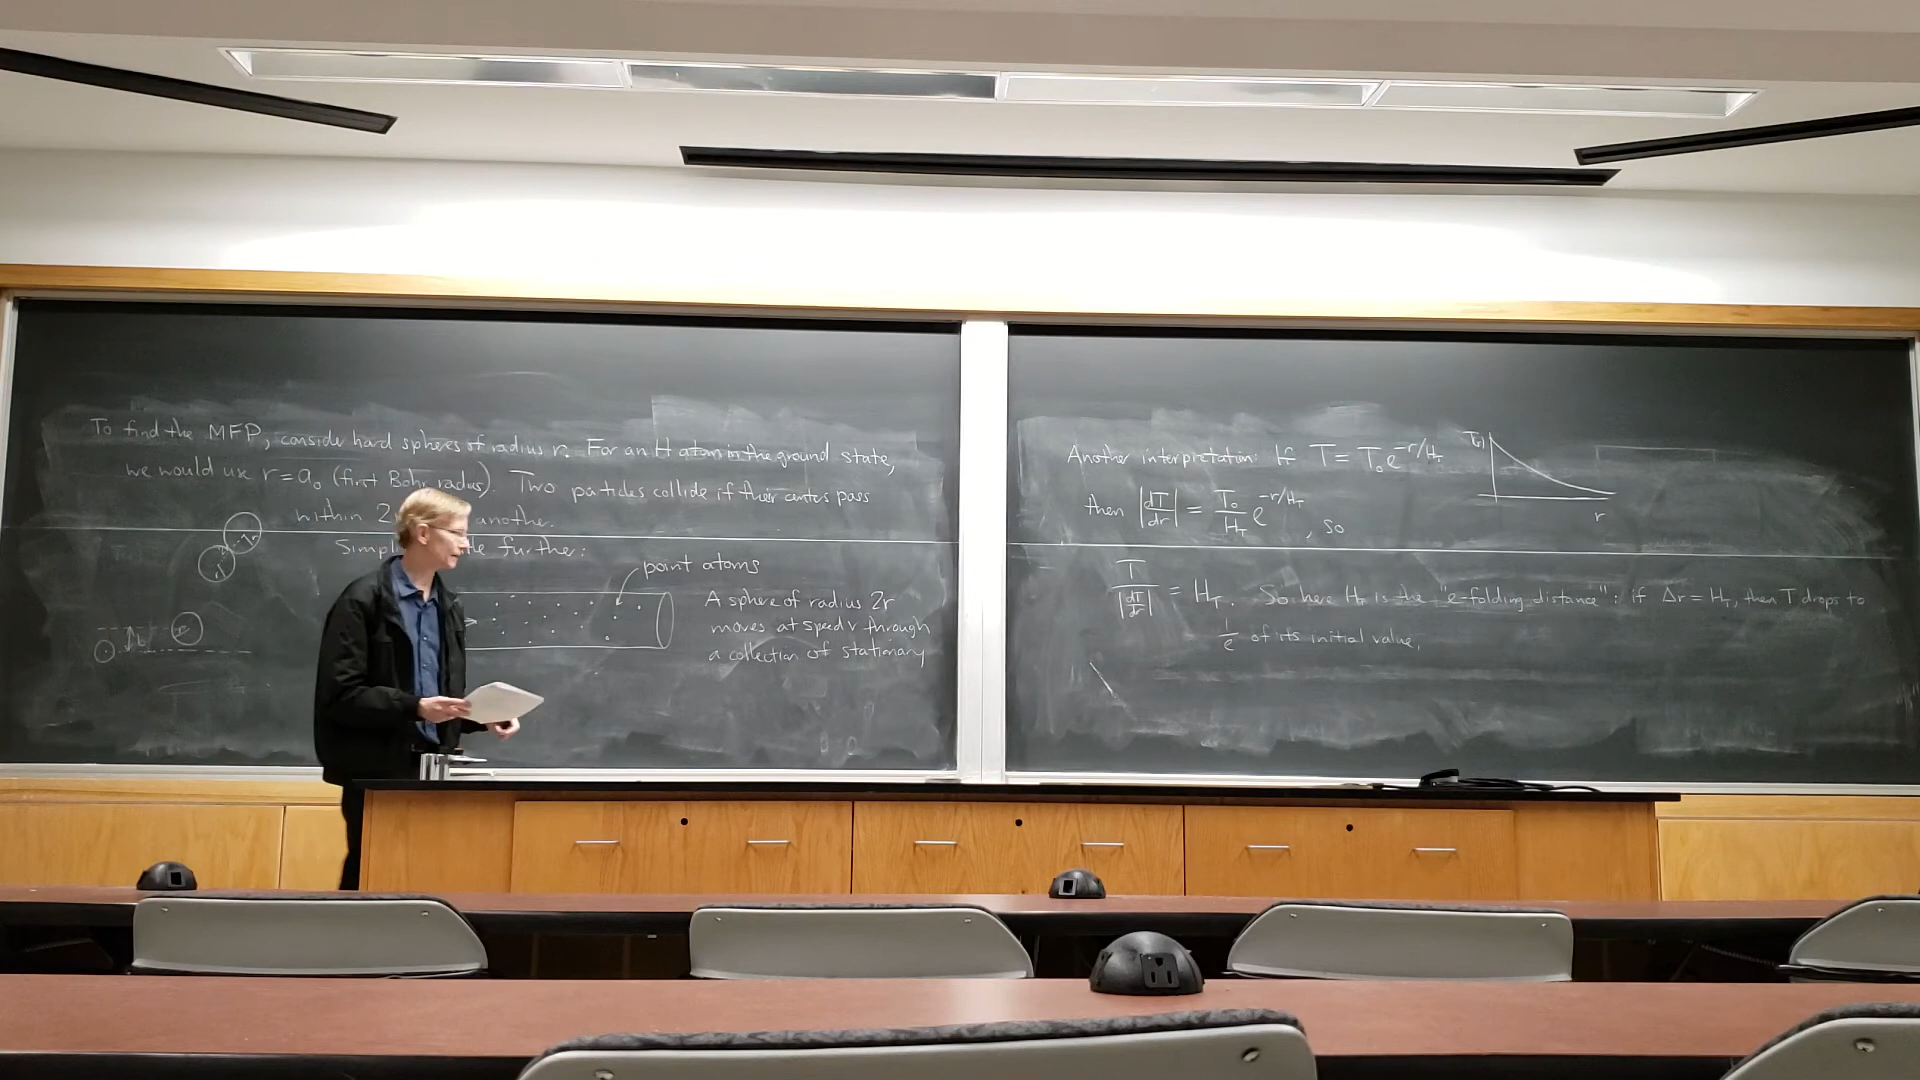 To find the MFP, conside hard spheres of radius r. For an H atom in the ground state,
we would use r = a₀ (first Bohr radius). Two particles collide if their centers pass
within 2 another.
Simpl further:
point atoms
A sphere of radius 2r
moves at speed v through
a collection of stationary
Another interpretation: If T = T₀e^(-r/H_T)
then |dT/dr| = T₀/H_T e^(-r/H_T), so
T/|dT/dr| = H_T. So here H_T is the "e-folding distance": if Δr = H_T, then T drops to
1/e of its initial value.
r